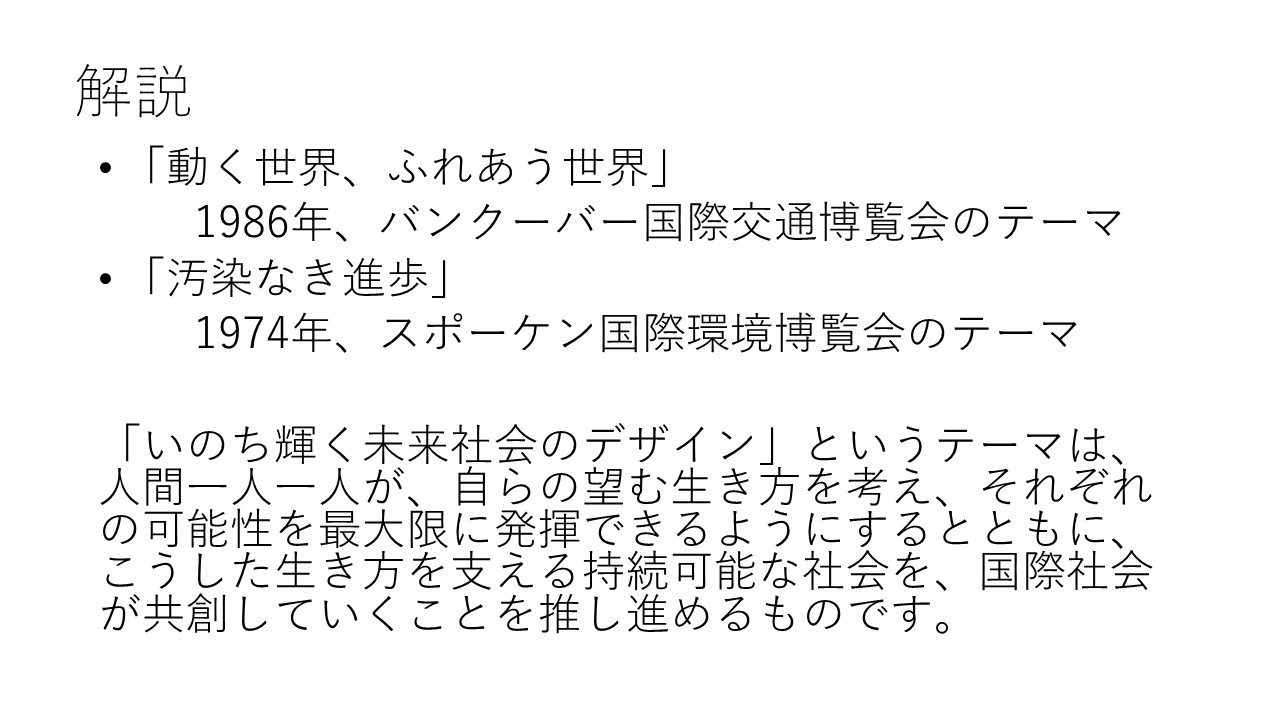 解説
• 「動く世界、ふれあう世界」
1986年、バンクーバー国際交通博覧会のテーマ
• 「汚染なき進歩」
1974年、スポーケン国際環境博覧会のテーマ
「いのち輝く未来社会のデザイン」というテーマは、
人間一人一人が、自らの望む生き方を考え、それぞれ
の可能性を最大限に発揮できるようにするとともに、
こうした生き方を支える持続可能な社会を、国際社会
が共創していくことを推し進めるものです。